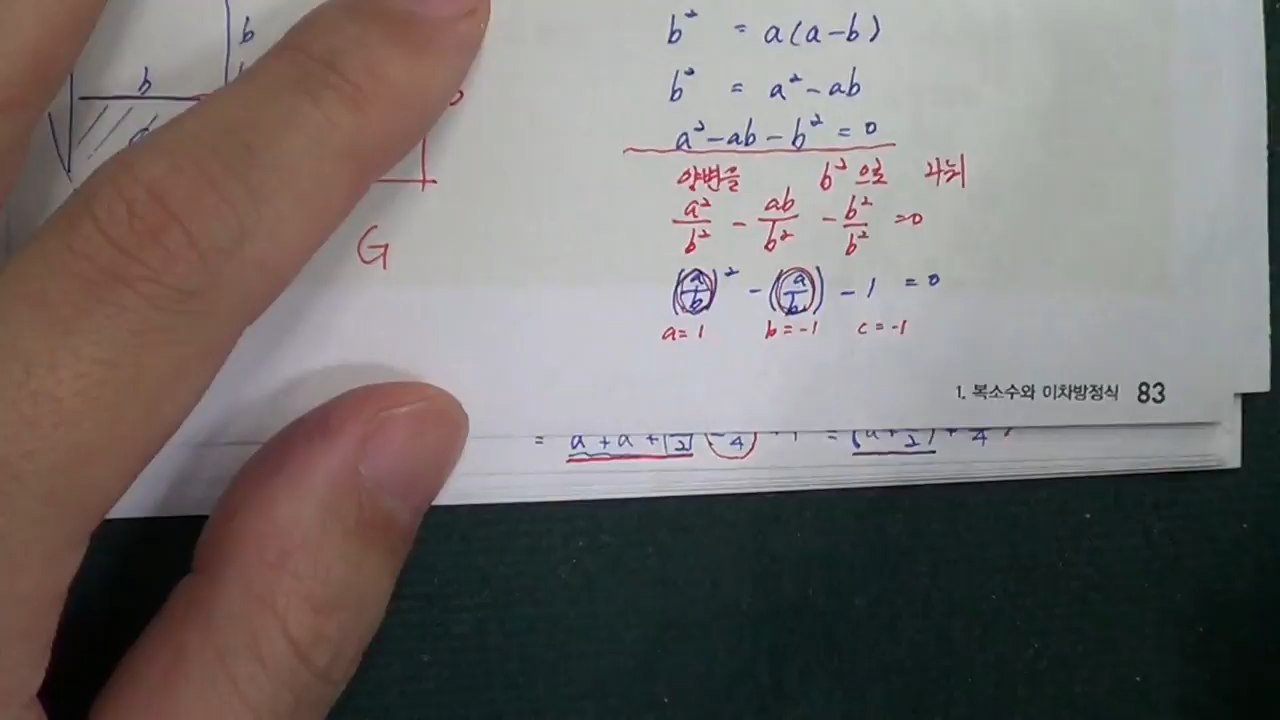 b
b² = a(a-b)
b
b² = a²-ab
a²-ab-b² = 0
양변을 b²으로 나눠
a²/b² - ab/b² - b²/b² = 0
G
(a/b)² - (a/b) - 1 = 0
a=1 b=-1 c=-1
1. 복소수와 이차방정식 83